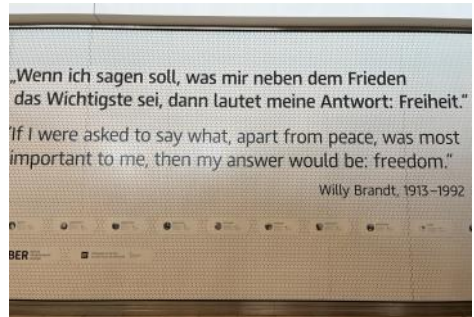 „Wenn ich sagen soll, was mir neben dem Frieden
das Wichtigste sei, dann lautet meine Antwort: Freiheit.“
"If I were asked to say what, apart from peace, was most
important to me, then my answer would be: freedom.“
Willy Brandt, 1913–1992
BER